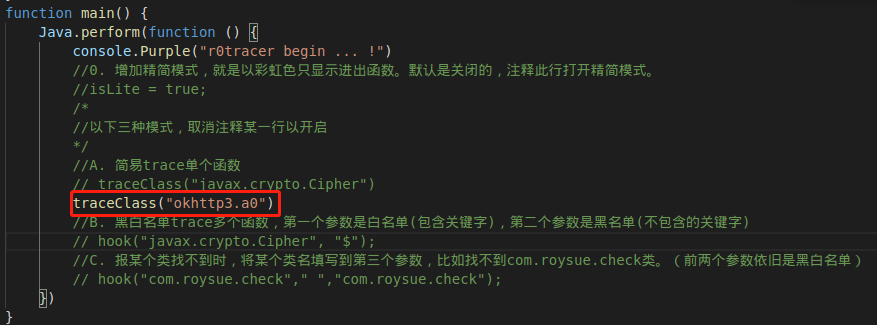 function main() {
Java.perform(function () {
console.Purple("r0tracer begin ... !")
//0. 增加精简模式，就是以彩虹色只显示进出函数。默认是关闭的，注释此行打开精简模式。
//isLite = true;
/*
//以下三种模式，取消注释某一行以开启
*/
//A. 简易trace单个函数
// traceClass("javax.crypto.Cipher")
traceClass("okhttp3.a0")
//B. 黑白名单trace多个函数，第一个参数是白名单(包含关键字)，第二个参数是黑名单(不包含的关键字)
// hook("javax.crypto.Cipher", "$");
//C. 报某个类找不到时，将某个类名填写到第三个参数，比如找不到com.roysue.check类。（前两个参数依旧是黑白名单）
// hook("com.roysue.check"," ","com.roysue.check");
})
}